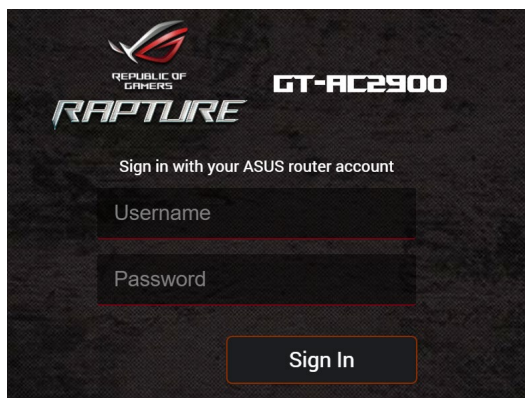 REPUBLIC OF
GAMERS
RAPTURE
GT-AC2900
Sign in with your ASUS router account
Username
Password
Sign In